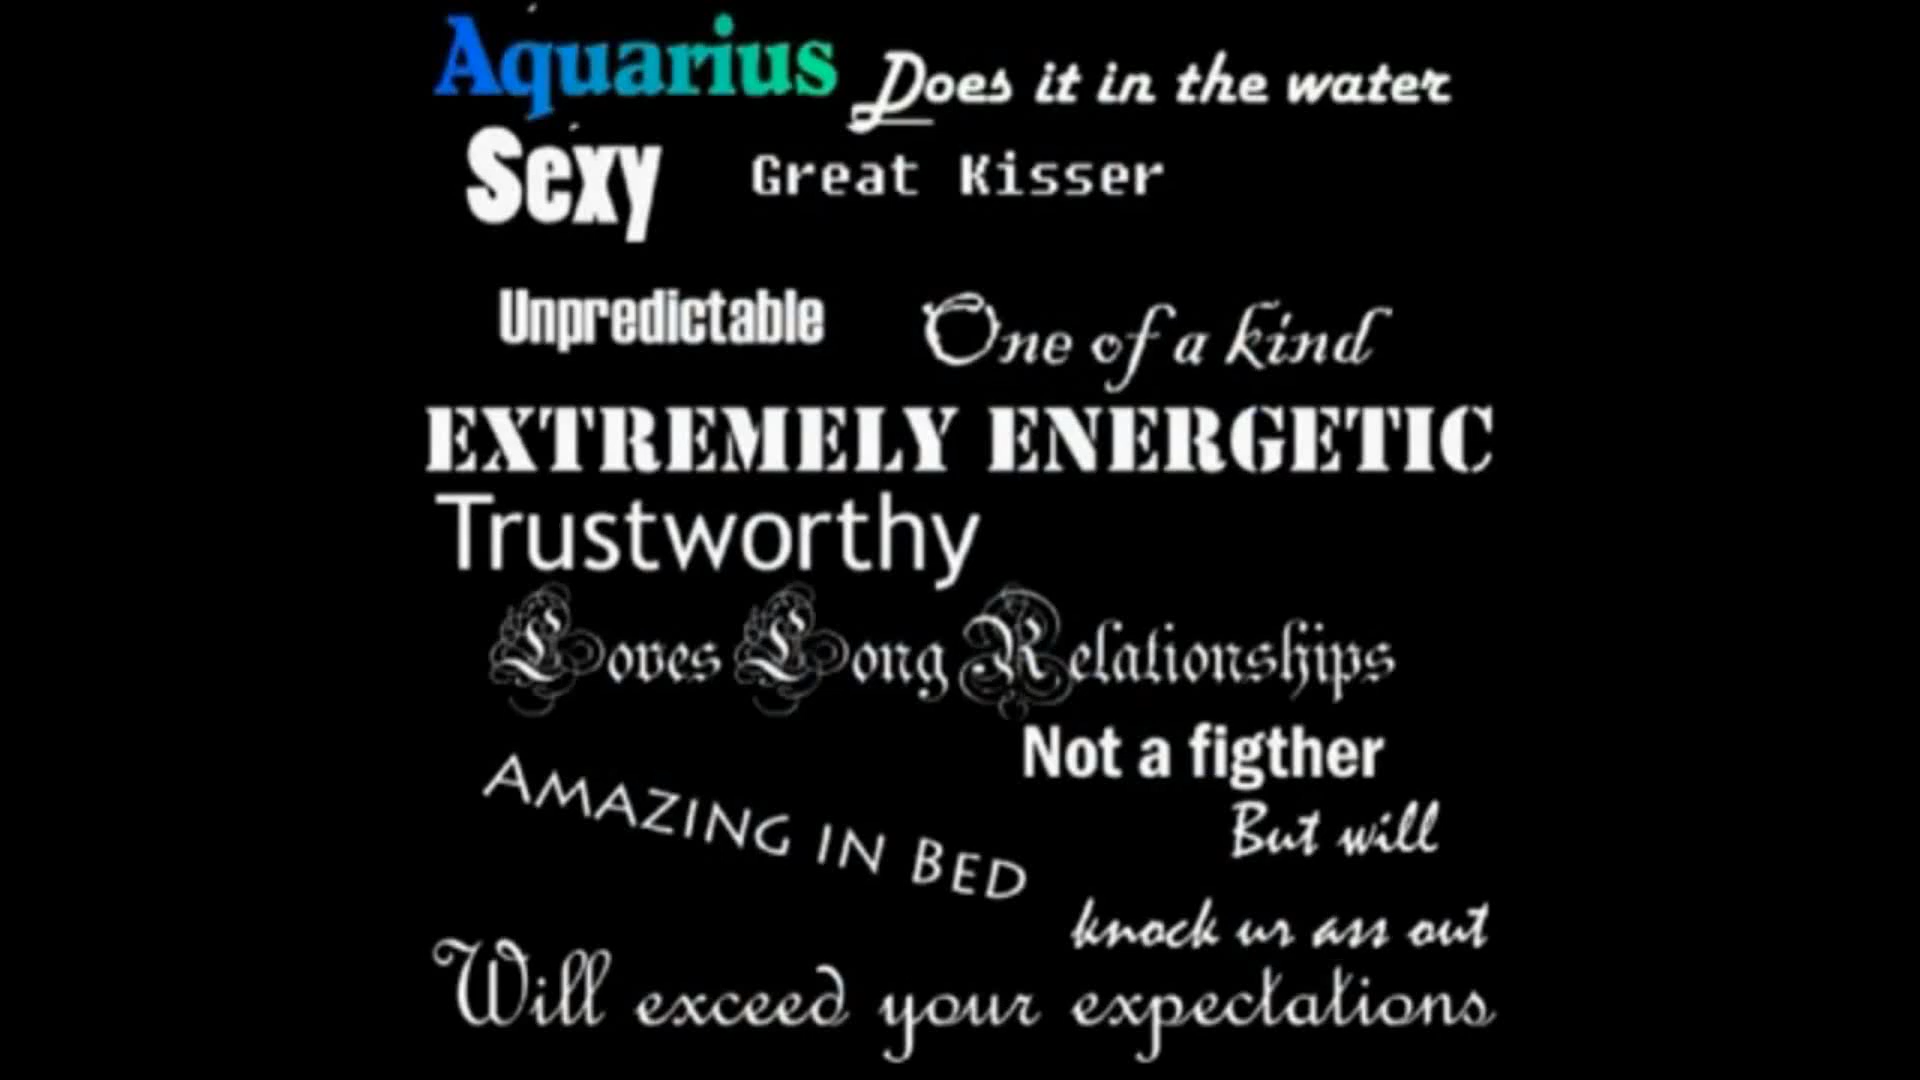 Aquarius Does it in the water
Sexy Great Kisser
Unpredictable One of a kind
EXTREMELY ENERGETIC
Trustworthy
Loves Long Relationships
Not a figther
AMAZING IN BED
But will
knock ur ass out
Will exceed your expectations